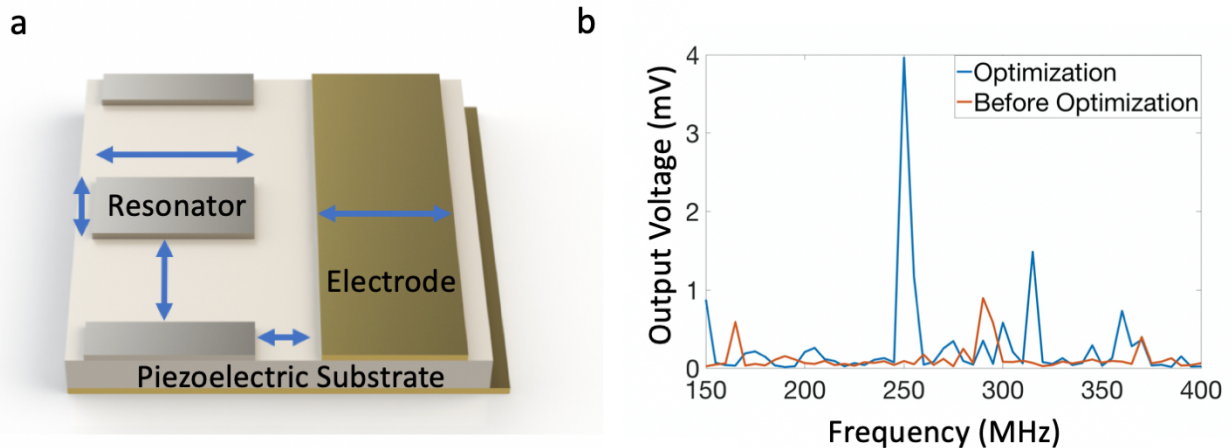 a
Resonator
Electrode
Piezoelectric Substrate
b
Output Voltage (mV)
4
3
2
1
0
Optimization
Before Optimization
150
200
250
300
350
400
Frequency (MHz)